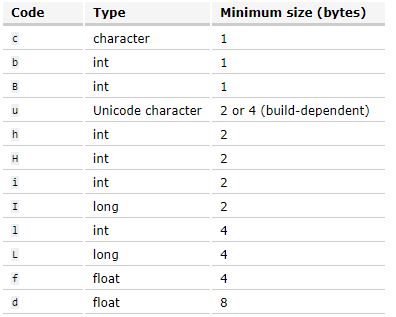 Code Type Minimum size (bytes)
c character 1
b int 1
B int 1
u Unicode character 2 or 4 (build-dependent)
h int 2
H int 2
i int 2
I long 2
l int 4
L long 4
f float 4
d float 8